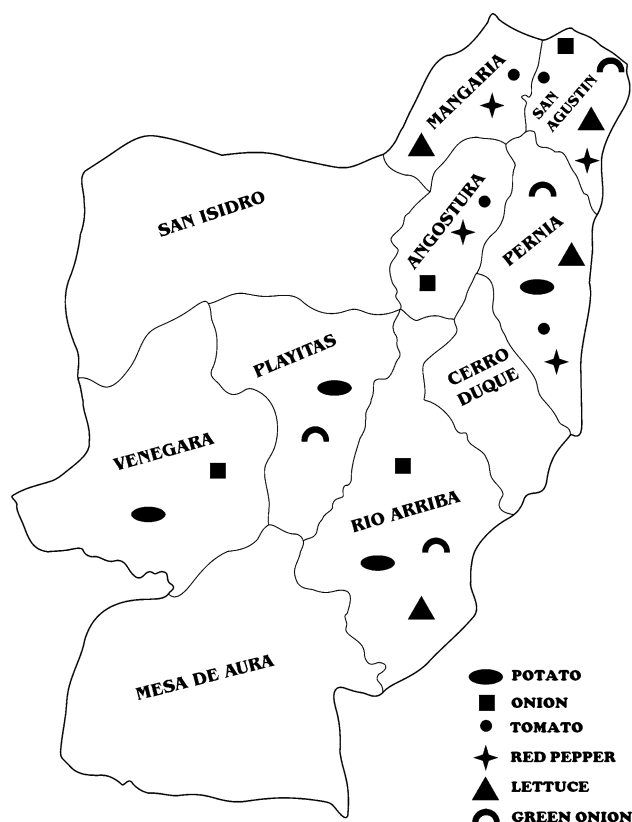 MANGARIA
SAN
AGUSTIN
SAN ISIDRO
ANGOSTURA
PERNIA
PLAYITAS
CERRO
DUQUE
VENEGARA
RIO ARRIBA
MESA DE AURA
POTATO
ONION
TOMATO
RED PEPPER
LETTUCE
GREEN ONION